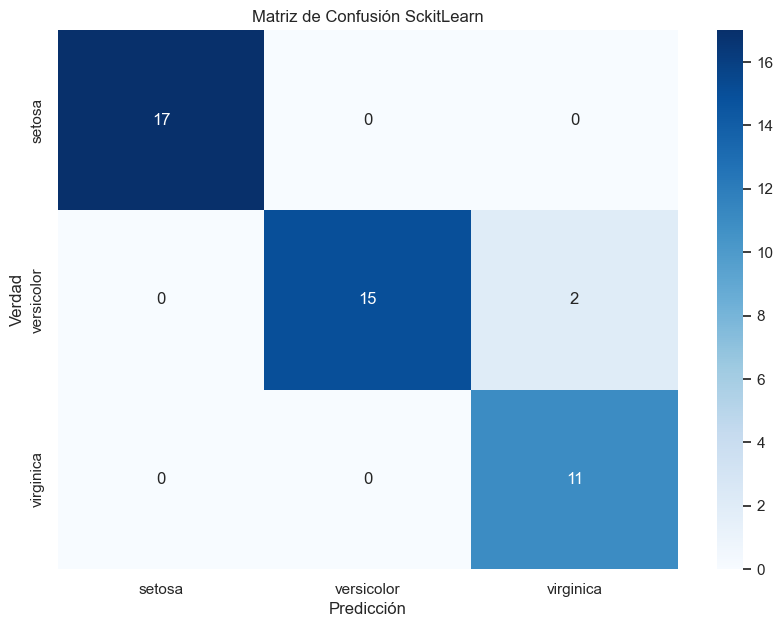 Matriz de Confusión SckitLearn
setosa
17
0
0
versicolor
0
15
2
virginica
0
0
11
Verdad
setosa
versicolor
virginica
Predicción
16
14
12
10
8
6
4
2
0